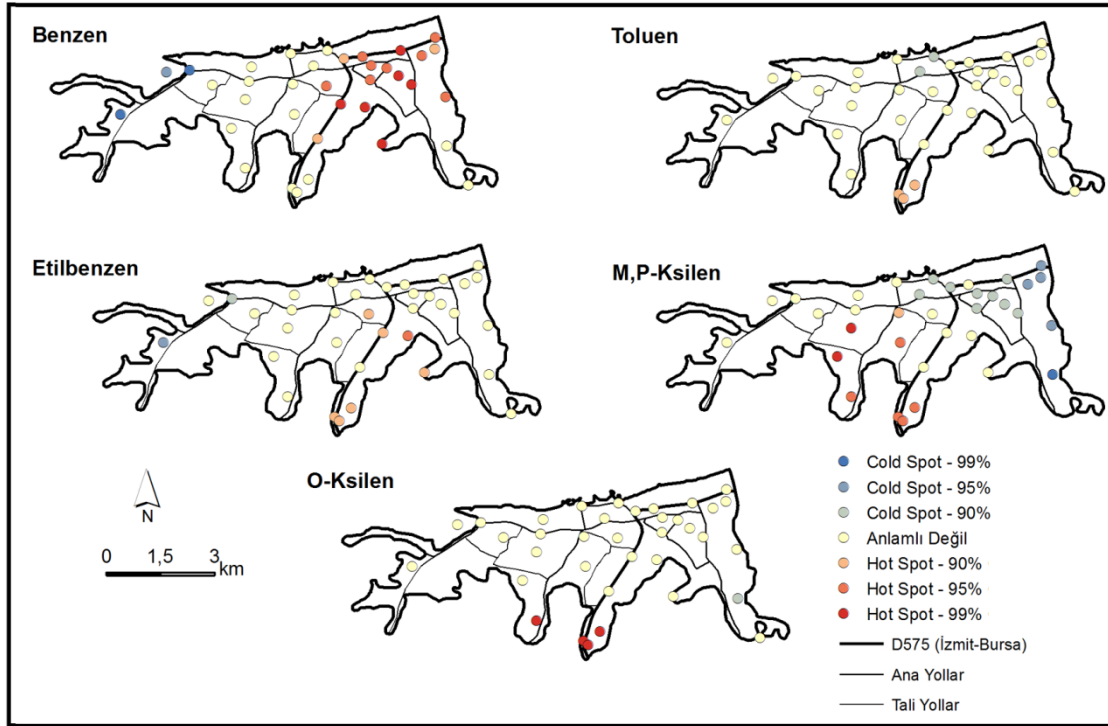 Benzen
Toluen
Etilbenzen
M,P-Ksilen
O-Ksilen
N
0 1,5 3
km
Cold Spot - 99%
Cold Spot - 95%
Cold Spot - 90%
Anlamlı Değil
Hot Spot - 90%
Hot Spot - 95%
Hot Spot - 99%
D575 (İzmit-Bursa)
Ana Yollar
Tali Yollar